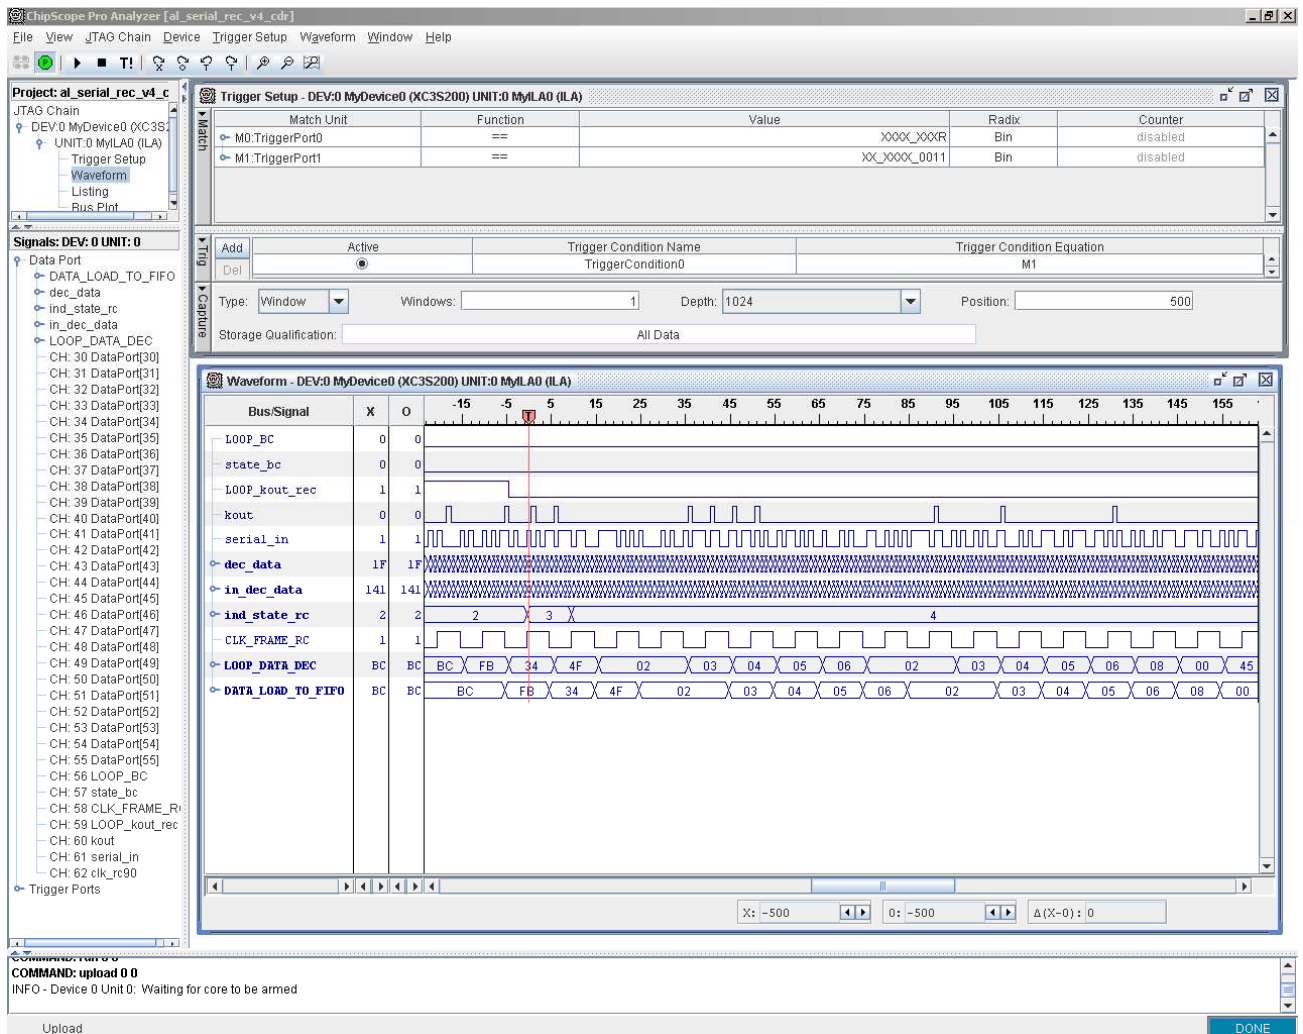 ChipScope Pro Analyzer [al_serial_rec_v4_cdr]
File View JTAG Chain Device Trigger Setup Waveform Window Help
T!
Project: al_serial_rec_v4_c
JTAG Chain
DEV:0 MyDevice0 (XC3S2
UNIT:0 MyILA0 (ILA)
Trigger Setup
Waveform
Listing
Bus Plot
Signals: DEV: 0 UNIT: 0
Data Port
DATA_LOAD_TO_FIFO
dec_data
ind_state_rc
in_dec_data
LOOP_DATA_DEC
CH: 30 DataPort[30]
CH: 31 DataPort[31]
CH: 32 DataPort[32]
CH: 33 DataPort[33]
CH: 34 DataPort[34]
CH: 35 DataPort[35]
CH: 36 DataPort[36]
CH: 37 DataPort[37]
CH: 38 DataPort[38]
CH: 39 DataPort[39]
CH: 40 DataPort[40]
CH: 41 DataPort[41]
CH: 42 DataPort[42]
CH: 43 DataPort[43]
CH: 44 DataPort[44]
CH: 45 DataPort[45]
CH: 46 DataPort[46]
CH: 47 DataPort[47]
CH: 48 DataPort[48]
CH: 49 DataPort[49]
CH: 50 DataPort[50]
CH: 51 DataPort[51]
CH: 52 DataPort[52]
CH: 53 DataPort[53]
CH: 54 DataPort[54]
CH: 55 DataPort[55]
CH: 56 LOOP_BC
CH: 57 state_bc
CH: 58 CLK_FRAME_R
CH: 59 LOOP_kout_rec
CH: 60 kout
CH: 61 serial_in
CH: 62 clk_rc90
Trigger Ports
Trigger Setup - DEV:0 MyDevice0 (XC3S200) UNIT:0 MyILA0 (ILA)
Match
Match Unit Function Value Radix Counter
M0:TriggerPort0 == XXXX_XXXR Bin disabled
M1:TriggerPort1 == XX_XXXX_0011 Bin disabled
Trig
Add Active Trigger Condition Name Trigger Condition Equation
Del TriggerCondition0 M1
Capture
Type: Window Windows: 1 Depth: 1024 Position: 500
Storage Qualification: All Data
Waveform - DEV:0 MyDevice0 (XC3S200) UNIT:0 MyILA0 (ILA)
Bus/Signal X O -15 -5 5 15 25 35 45 55 65 75 85 95 105 115 125 135 145 155
T
LOOP_BC 0 0
state_bc 0 0
LOOP_kout_rec 1 1
kout 0 0
serial_in 1 1
dec_data 1F 1F
in_dec_data 141 141
ind_state_rc 2 2 2 3 4
CLK_FRAME_RC 1 1
LOOP_DATA_DEC BC BC BC FB 34 4F 02 03 04 05 06 02 03 04 05 06 08 00 45
DATA_LOAD_TO_FIFO BC BC BC FB 34 4F 02 03 04 05 06 02 03 04 05 06 08 00
X: -500 O: -500 Δ(X-O): 0
COMMAND: upload 0 0
INFO - Device 0 Unit 0: Waiting for core to be armed
Upload DONE